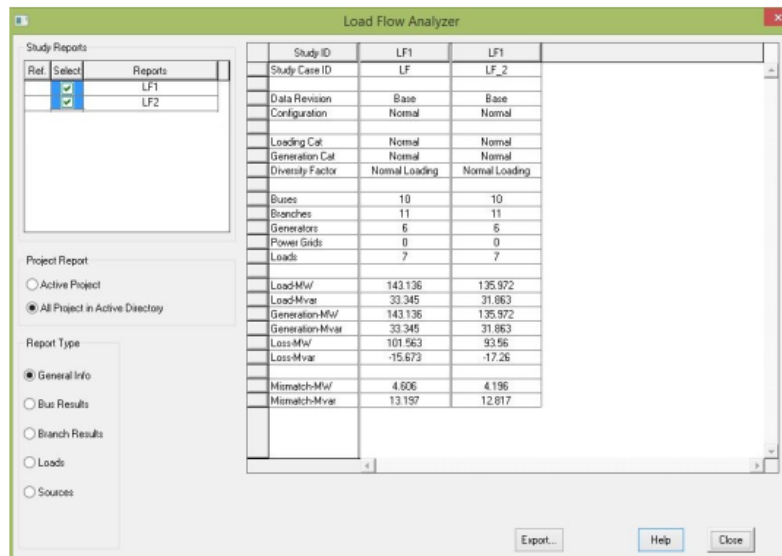 Load Flow Analyzer
Study Reports
Ref. Select Reports
LF1
LF2
Project Report
Active Project
All Project in Active Directory
Report Type
General Info
Bus Results
Branch Results
Loads
Sources
Study ID LF1 LF1
Study Case ID LF LF_2
Data Revision Base Base
Configuration Normal Normal
Loading Cat Normal Normal
Generation Cat Normal Normal
Diversity Factor Normal Loading Normal Loading
Buses 10 10
Branches 11 11
Generators 6 6
Power Grids 0 0
Loads 7 7
Load-MW 143.136 135.972
Load-Mvar 33.345 31.863
Generation-MW 143.136 135.972
Generation-Mvar 33.345 31.863
Loss-MW 101.563 93.56
Loss-Mvar -15.673 -17.26
Mismatch-MW 4.606 4.196
Mismatch-Mvar 13.197 12.817
Export... Help Close